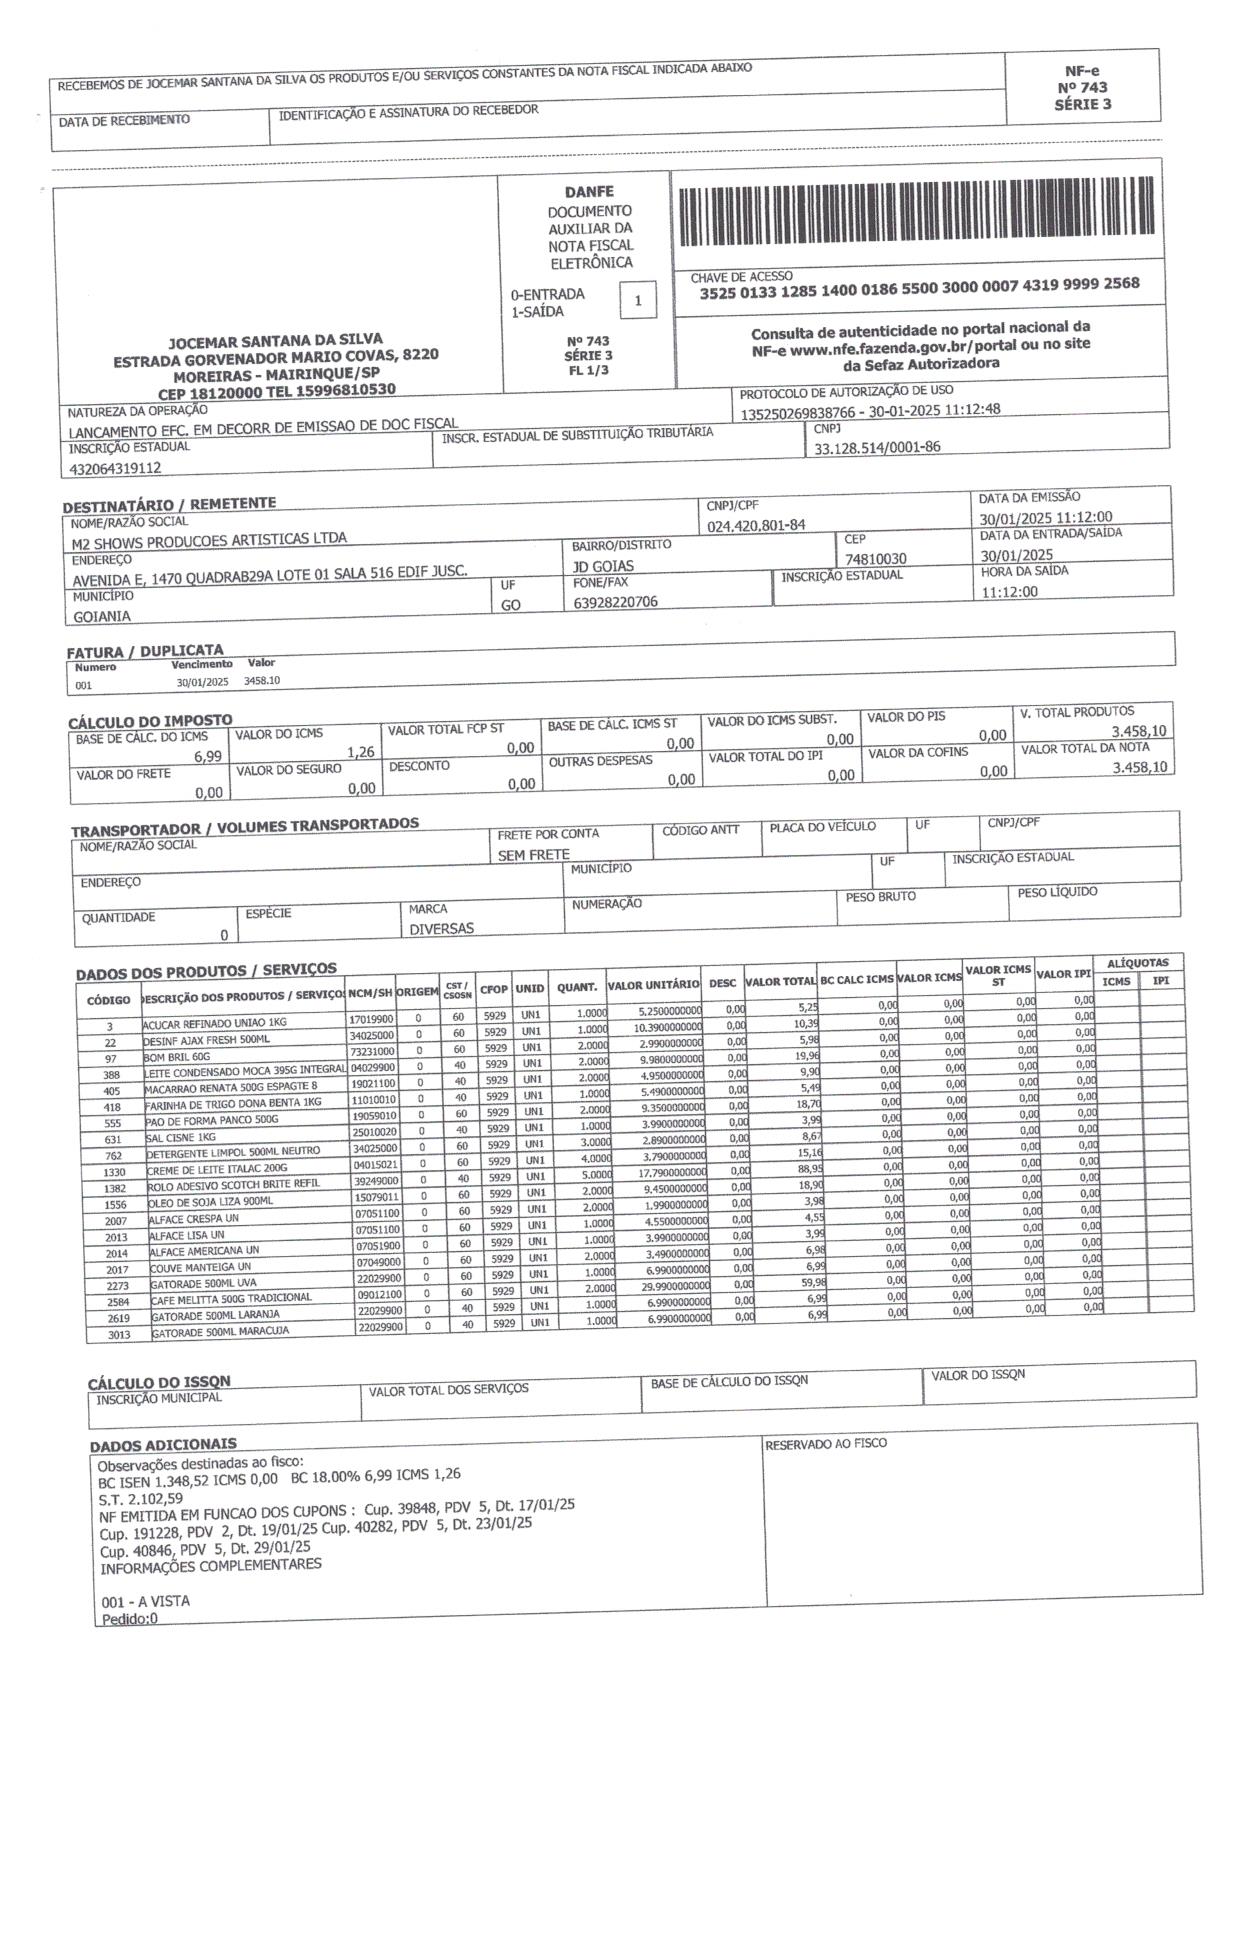 RECEBEMOS DE JOCEMAR SANTANA DA SILVA OS PRODUTOS E/OU SERVIÇOS CONSTANTES DA NOTA FISCAL INDICADA ABAIXO
NF-e
Nº 743
SÉRIE 3
DATA DE RECEBIMENTO
IDENTIFICAÇÃO E ASSINATURA DO RECEBEDOR
JOCEMAR SANTANA DA SILVA
ESTRADA GORVENADOR MARIO COVAS, 8220
MOREIRAS - MAIRINQUE/SP
CEP 18120000 TEL 15996810530
DANFE
DOCUMENTO
AUXILIAR DA
NOTA FISCAL
ELETRÔNICA
0-ENTRADA
1-SAÍDA
1
Nº 743
SÉRIE 3
FL 1/3
CHAVE DE ACESSO
3525 0133 1285 1400 0186 5500 3000 0007 4319 9999 2568
Consulta de autenticidade no portal nacional da
NF-e www.nfe.fazenda.gov.br/portal ou no site
da Sefaz Autorizadora
NATUREZA DA OPERAÇÃO
LANCAMENTO EFC. EM DECORR DE EMISSAO DE DOC FISCAL
PROTOCOLO DE AUTORIZAÇÃO DE USO
135250269838766 - 30-01-2025 11:12:48
INSCRIÇÃO ESTADUAL
432064319112
INSCR. ESTADUAL DE SUBSTITUIÇÃO TRIBUTÁRIA
CNPJ
33.128.514/0001-86
DESTINATÁRIO / REMETENTE
NOME/RAZÃO SOCIAL
M2 SHOWS PRODUCOES ARTISTICAS LTDA
CNPJ/CPF
024.420.801-84
DATA DA EMISSÃO
30/01/2025 11:12:00
ENDEREÇO
AVENIDA E, 1470 QUADRAB29A LOTE 01 SALA 516 EDIF JUSC.
BAIRRO/DISTRITO
JD GOIAS
CEP
74810030
DATA DA ENTRADA/SAÍDA
30/01/2025
MUNICÍPIO
GOIANIA
UF
GO
FONE/FAX
63928220706
INSCRIÇÃO ESTADUAL
HORA DA SAÍDA
11:12:00
FATURA / DUPLICATA
Numero Vencimento Valor
001 30/01/2025 3458.10
CÁLCULO DO IMPOSTO
BASE DE CÁLC. DO ICMS VALOR DO ICMS VALOR TOTAL FCP ST BASE DE CÁLC. ICMS ST VALOR DO ICMS SUBST. VALOR DO PIS V. TOTAL PRODUTOS
6,99 1,26 0,00 0,00 0,00 0,00 3.458,10
VALOR DO FRETE VALOR DO SEGURO DESCONTO OUTRAS DESPESAS VALOR TOTAL DO IPI VALOR DA COFINS VALOR TOTAL DA NOTA
0,00 0,00 0,00 0,00 0,00 0,00 3.458,10
TRANSPORTADOR / VOLUMES TRANSPORTADOS
NOME/RAZÃO SOCIAL FRETE POR CONTA CÓDIGO ANTT PLACA DO VEÍCULO UF CNPJ/CPF
SEM FRETE
ENDEREÇO MUNICÍPIO UF INSCRIÇÃO ESTADUAL
QUANTIDADE ESPÉCIE MARCA NUMERAÇÃO PESO BRUTO PESO LÍQUIDO
0 DIVERSAS
DADOS DOS PRODUTOS / SERVIÇOS
CÓDIGO DESCRIÇÃO DOS PRODUTOS / SERVIÇO NCM/SH ORIGEM CST / CSOSN CFOP UNID QUANT. VALOR UNITÁRIO DESC VALOR TOTAL BC CALC ICMS VALOR ICMS VALOR ICMS ST VALOR IPI ALÍQUOTAS ICMS IPI
3 ACUCAR REFINADO UNIAO 1KG 17019900 0 60 5929 UN1 1.0000 5.2500000000 0,00 5,25 0,00 0,00 0,00 0,00
22 DESINF AJAX FRESH 500ML 34025000 0 60 5929 UN1 1.0000 10.3900000000 0,00 10,39 0,00 0,00 0,00 0,00
97 BOM BRIL 60G 73231000 0 60 5929 UN1 2.0000 2.9900000000 0,00 5,98 0,00 0,00 0,00 0,00
388 LEITE CONDENSADO MOCA 395G INTEGRAL 04029900 0 40 5929 UN1 2.0000 9.9800000000 0,00 19,96 0,00 0,00 0,00 0,00
405 MACARRAO RENATA 500G ESPAGTE 8 19021100 0 40 5929 UN1 2.0000 4.9500000000 0,00 9,90 0,00 0,00 0,00 0,00
418 FARINHA DE TRIGO DONA BENTA 1KG 11010010 0 40 5929 UN1 1.0000 5.4900000000 0,00 5,49 0,00 0,00 0,00 0,00
555 PAO DE FORMA PANCO 500G 19059010 0 60 5929 UN1 2.0000 9.3500000000 0,00 18,70 0,00 0,00 0,00 0,00
631 SAL CISNE 1KG 25010020 0 40 5929 UN1 1.0000 3.9900000000 0,00 3,99 0,00 0,00 0,00 0,00
762 DETERGENTE LIMPOL 500ML NEUTRO 34025000 0 60 5929 UN1 3.0000 2.8900000000 0,00 8,67 0,00 0,00 0,00 0,00
1330 CREME DE LEITE ITALAC 200G 04015021 0 60 5929 UN1 4.0000 3.7900000000 0,00 15,16 0,00 0,00 0,00 0,00
1382 ROLO ADESIVO SCOTCH BRITE REFIL 39249000 0 40 5929 UN1 5.0000 17.7900000000 0,00 88,95 0,00 0,00 0,00 0,00
1556 OLEO DE SOJA LIZA 900ML 15079011 0 60 5929 UN1 2.0000 9.4500000000 0,00 18,90 0,00 0,00 0,00 0,00
2007 ALFACE CRESPA UN 07051100 0 60 5929 UN1 2.0000 1.9900000000 0,00 3,98 0,00 0,00 0,00 0,00
2013 ALFACE LISA UN 07051100 0 60 5929 UN1 1.0000 4.5500000000 0,00 4,55 0,00 0,00 0,00 0,00
2014 ALFACE AMERICANA UN 07051900 0 60 5929 UN1 1.0000 3.9900000000 0,00 3,99 0,00 0,00 0,00 0,00
2017 COUVE MANTEIGA UN 07049000 0 60 5929 UN1 2.0000 3.4900000000 0,00 6,98 0,00 0,00 0,00 0,00
2273 GATORADE 500ML UVA 22029900 0 60 5929 UN1 1.0000 6.9900000000 0,00 6,99 0,00 0,00 0,00 0,00
2584 CAFE MELITTA 500G TRADICIONAL 09012100 0 60 5929 UN1 2.0000 29.9900000000 0,00 59,98 0,00 0,00 0,00 0,00
2619 GATORADE 500ML LARANJA 22029900 0 40 5929 UN1 1.0000 6.9900000000 0,00 6,99 0,00 0,00 0,00 0,00
3013 GATORADE 500ML MARACUJA 22029900 0 40 5929 UN1 1.0000 6.9900000000 0,00 6,99 0,00 0,00 0,00 0,00
CÁLCULO DO ISSQN
INSCRIÇÃO MUNICIPAL VALOR TOTAL DOS SERVIÇOS BASE DE CÁLCULO DO ISSQN VALOR DO ISSQN
DADOS ADICIONAIS
RESERVADO AO FISCO
Observações destinadas ao fisco:
BC ISEN 1.348,52 ICMS 0,00 BC 18.00% 6,99 ICMS 1,26
S.T. 2.102,59
NF EMITIDA EM FUNCAO DOS CUPONS : Cup. 39848, PDV 5, Dt. 17/01/25
Cup. 191228, PDV 2, Dt. 19/01/25 Cup. 40282, PDV 5, Dt. 23/01/25
Cup. 40846, PDV 5, Dt. 29/01/25
INFORMAÇÕES COMPLEMENTARES
001 - A VISTA
Pedido:0